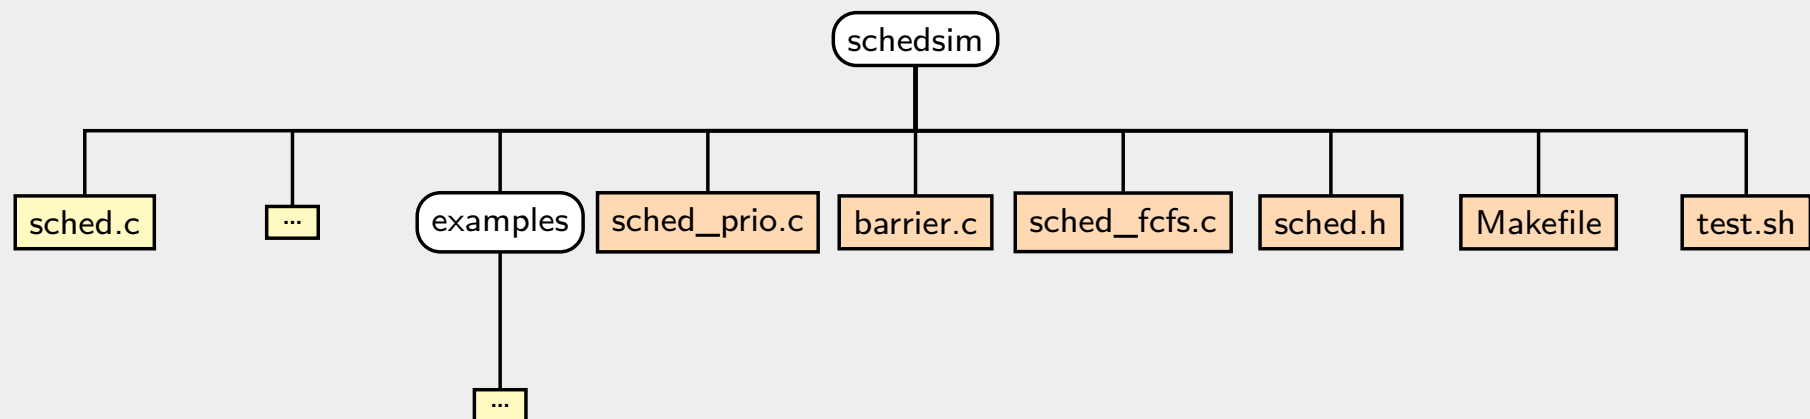 schedsim
sched.c
...
examples
sched_prio.c
barrier.c
sched_fcfs.c
sched.h
Makefile
test.sh
...